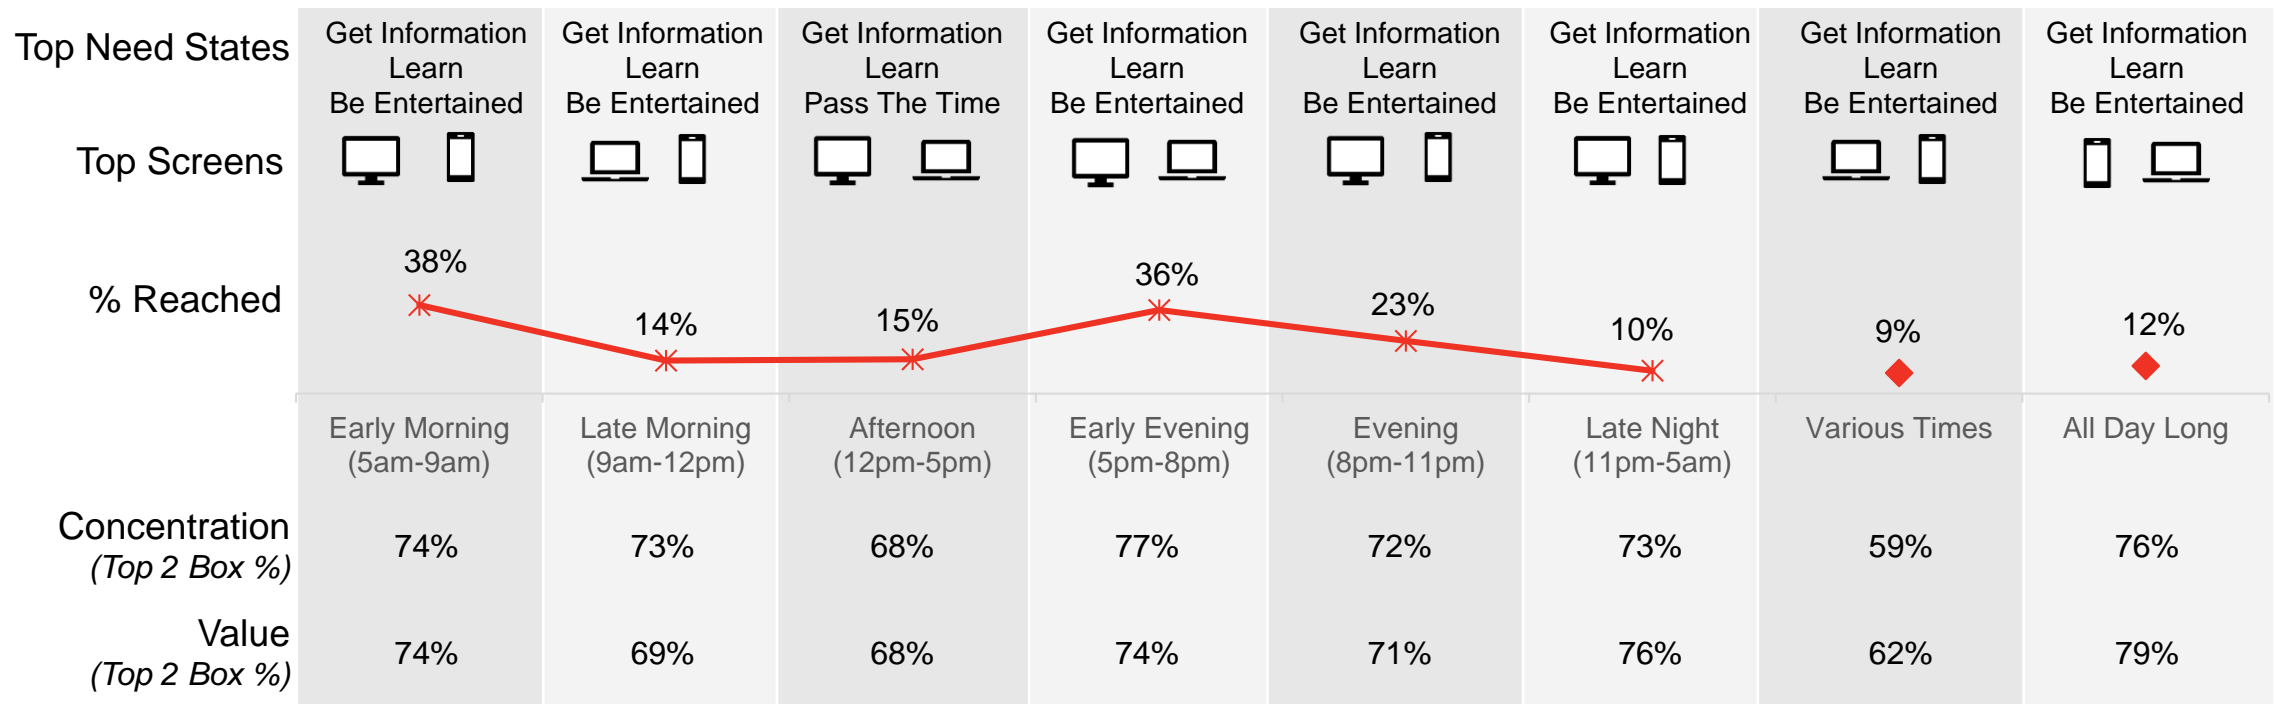 Top Need States
Get Information
Learn
Be Entertained
Get Information
Learn
Be Entertained
Get Information
Learn
Pass The Time
Get Information
Learn
Be Entertained
Get Information
Learn
Be Entertained
Get Information
Learn
Be Entertained
Get Information
Learn
Be Entertained
Get Information
Learn
Be Entertained
Top Screens
% Reached
38%
14%
15%
36%
23%
10%
9%
12%
Early Morning
(5am-9am)
Late Morning
(9am-12pm)
Afternoon
(12pm-5pm)
Early Evening
(5pm-8pm)
Evening
(8pm-11pm)
Late Night
(11pm-5am)
Various Times
All Day Long
Concentration
(Top 2 Box %)
74%
73%
68%
77%
72%
73%
59%
76%
Value
(Top 2 Box %)
74%
69%
68%
74%
71%
76%
62%
79%